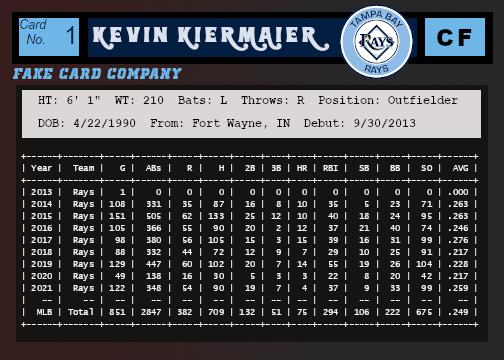 Card
No. 1
KEVIN KIERMAIER
TAMPA BAY
RAYS
RAYS
CF
FAKE CARD COMPANY
HT: 6' 1" WT: 210 Bats: L Throws: R Position: Outfielder
DOB: 4/22/1990 From: Fort Wayne, IN Debut: 9/30/2013
+------+-------+-----+------+-----+-----+-----+----+----+-----+-----+-----+-----+------+
| Year | Team | G | ABs | R | H | 2B | 3B | HR | RBI | SB | BB | SO | AVG |
+------+-------+-----+------+-----+-----+-----+----+----+-----+-----+-----+-----+------+
| 2013 | Rays | 1 | 0 | 0 | 0 | 0 | 0 | 0 | 0 | 0 | 0 | 0 | .000 |
| 2014 | Rays | 108 | 331 | 35 | 87 | 16 | 8 | 10 | 35 | 5 | 23 | 71 | .263 |
| 2015 | Rays | 151 | 505 | 62 | 133 | 25 | 12 | 10 | 40 | 18 | 24 | 95 | .263 |
| 2016 | Rays | 105 | 366 | 55 | 90 | 20 | 2 | 12 | 37 | 21 | 40 | 74 | .246 |
| 2017 | Rays | 98 | 380 | 56 | 105 | 15 | 3 | 15 | 39 | 16 | 31 | 99 | .276 |
| 2018 | Rays | 88 | 332 | 44 | 72 | 12 | 9 | 7 | 29 | 10 | 25 | 91 | .217 |
| 2019 | Rays | 129 | 447 | 60 | 102 | 20 | 7 | 14 | 55 | 19 | 26 | 104 | .228 |
| 2020 | Rays | 49 | 138 | 16 | 30 | 5 | 3 | 3 | 22 | 8 | 20 | 42 | .217 |
| 2021 | Rays | 122 | 348 | 54 | 90 | 19 | 7 | 4 | 37 | 9 | 33 | 99 | .259 |
| -- | -- | -- | -- | -- | -- | -- | -- | -- | -- | -- | -- | -- | -- |
| MLB | Total | 851 | 2847 | 382 | 709 | 132 | 51 | 75 | 294 | 106 | 222 | 675 | .249 |
+------+-------+-----+------+-----+-----+-----+----+----+-----+-----+-----+-----+------+